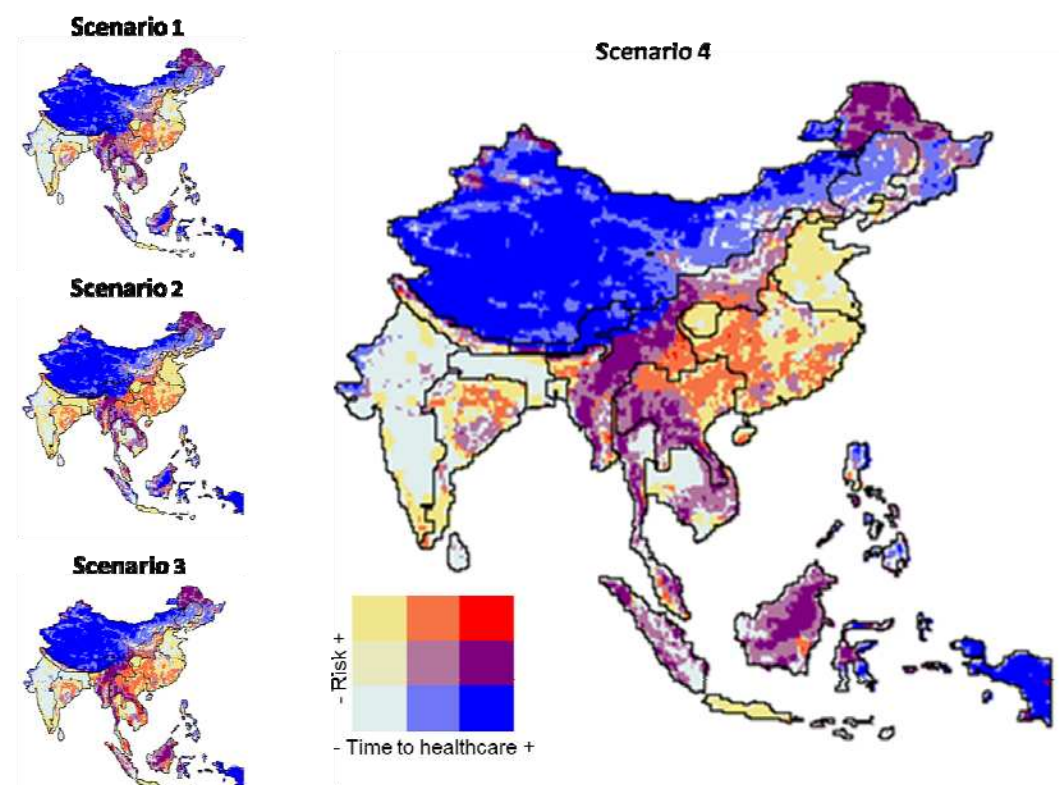 Scenario 1
Scenario 2
Scenario 3
Scenario 4
- Risk +
- Time to healthcare +